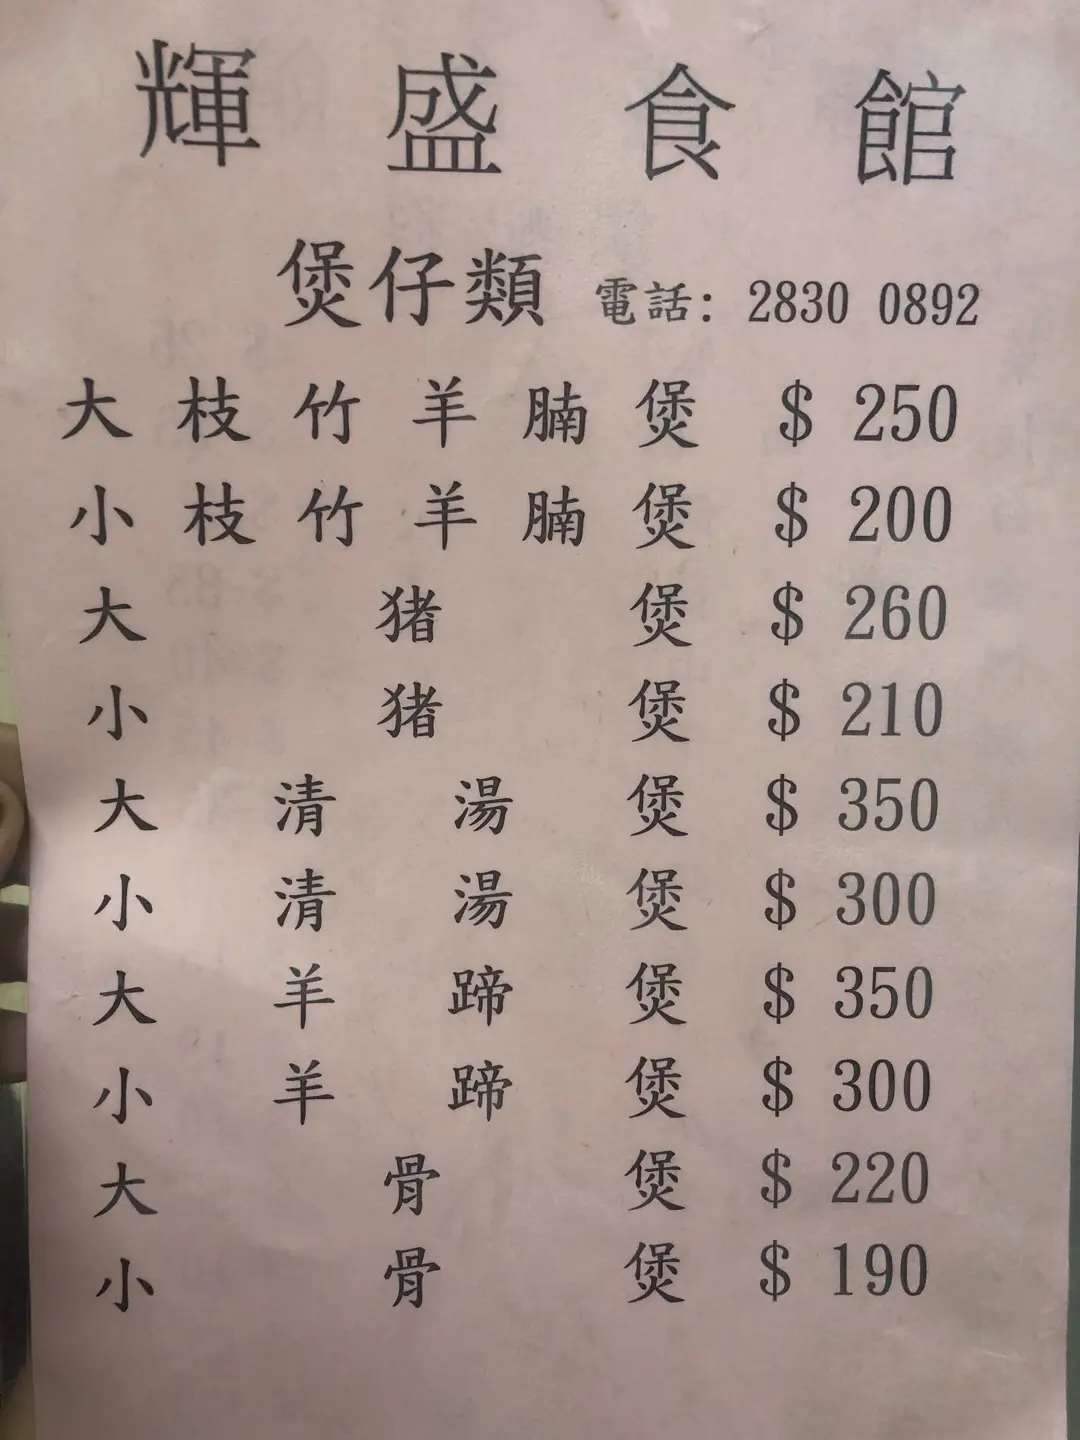 輝盛食館
煲仔類 電話: 2830 0892
大枝竹羊腩煲 $ 250
小枝竹羊腩煲 $ 200
大猪煲 $ 260
小猪煲 $ 210
大清湯煲 $ 350
小清湯煲 $ 300
大羊蹄煲 $ 350
小羊蹄煲 $ 300
大骨煲 $ 220
小骨煲 $ 190